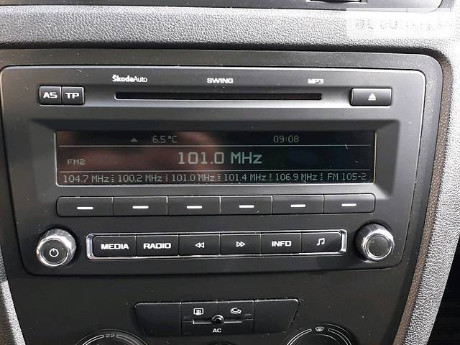 ŠkodaAuto SWING MP3
AS TP
6.5°C 09:08
FM2 101.0 MHz
104.7 MHz 100.2 MHz 101.0 MHz 101.4 MHz 106.9 MHz FM 105-2
MEDIA RADIO INFO
AC